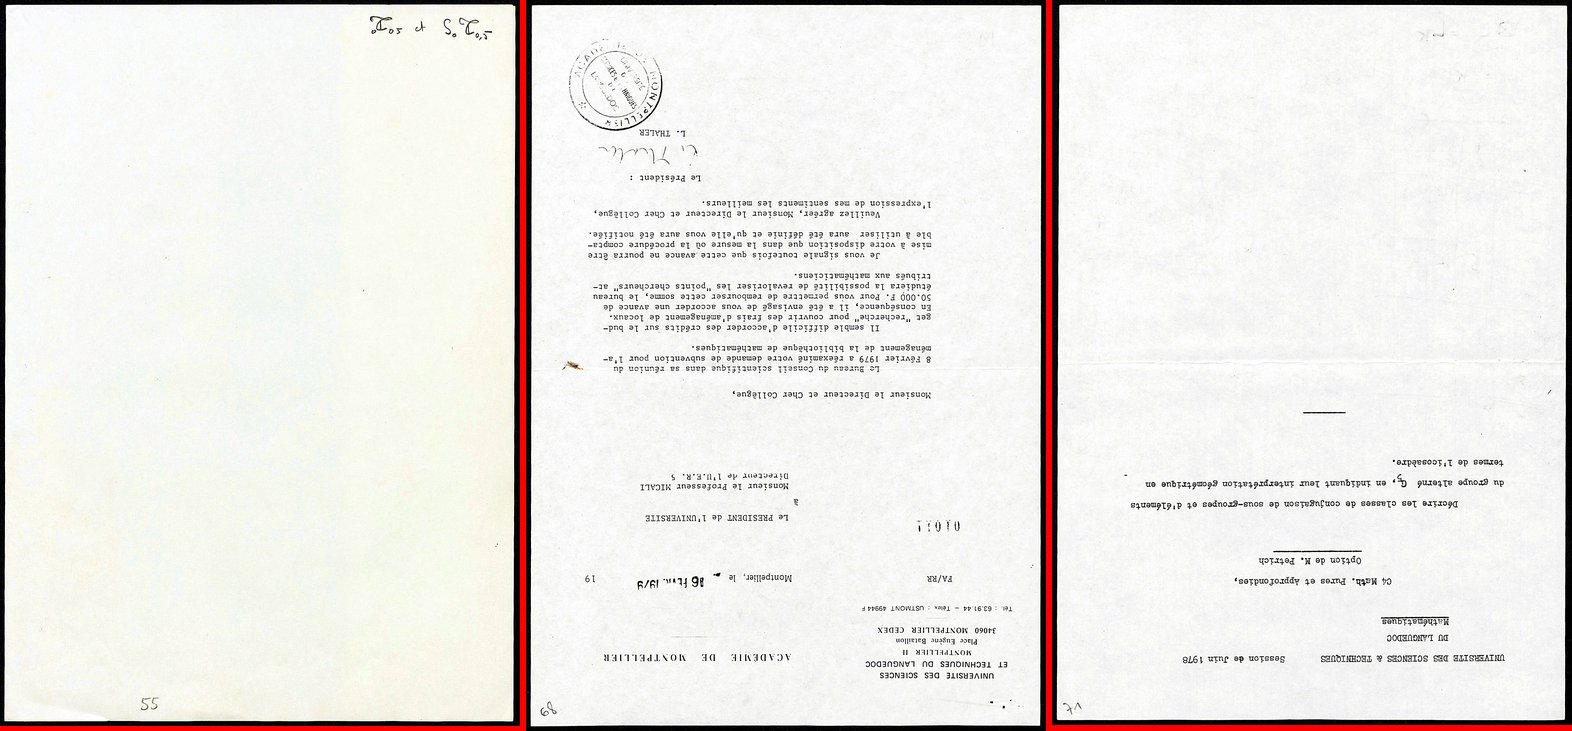 55
UNIVERSITE DES SCIENCES
ET TECHNIQUES DU LANGUEDOC
MONTPELLIER II
Place Eugène Bataillon
34060 MONTPELLIER CEDEX
Tél. : 63.91.44 — Télex : USTMONT 49944 F
ACADEMIE DE MONTPELLIER
PA/RR
Montpellier, le 16 1979 19
01011
Le PRESIDENT de l'UNIVERSITE
à
Monsieur le Professeur MICALI
Directeur de l'U.E.R. 5
Monsieur le Directeur et Cher Collègue,
Le Bureau du Conseil scientifique dans sa réunion du
8 Février 1979 a réexaminé votre demande de subvention pour l'a-
ménagement de la bibliothèque de mathématiques.
Il semble difficile d'accorder des crédits sur le bud-
get "recherche" pour couvrir des frais d'aménagement de locaux.
En conséquence, il a été envisagé de vous accorder une avance de
50.000 F. Pour vous permettre de rembourser cette somme, le bureau
étudiera la possibilité de revaloriser les "points chercheurs" at-
tribués aux mathématiciens.
Je vous signale toutefois que cette avance ne pourra être
mise à votre disposition que dans la mesure où la procédure compta-
ble à utiliser aura été définie et qu'elle vous aura été notifiée.
Veuillez agréer, Monsieur le Directeur et Cher Collègue,
l'expression de mes sentiments les meilleurs.
Le Président :
L. Thaler
L. THALER
ACADEMIE DE MONTPELLIER
UNIVERSITE DES SCIENCES & TECHNIQUES Session de Juin 1978
DU LANGUEDOC
Mathématiques
C4 Math. Pures et Approfondies,
Option de M. Petrich
Décrire les classes de conjugaison de sous-groupes et d'éléments
du groupe alterné G5, en indiquant leur interprétation géométrique en
termes de l'icosaèdre.